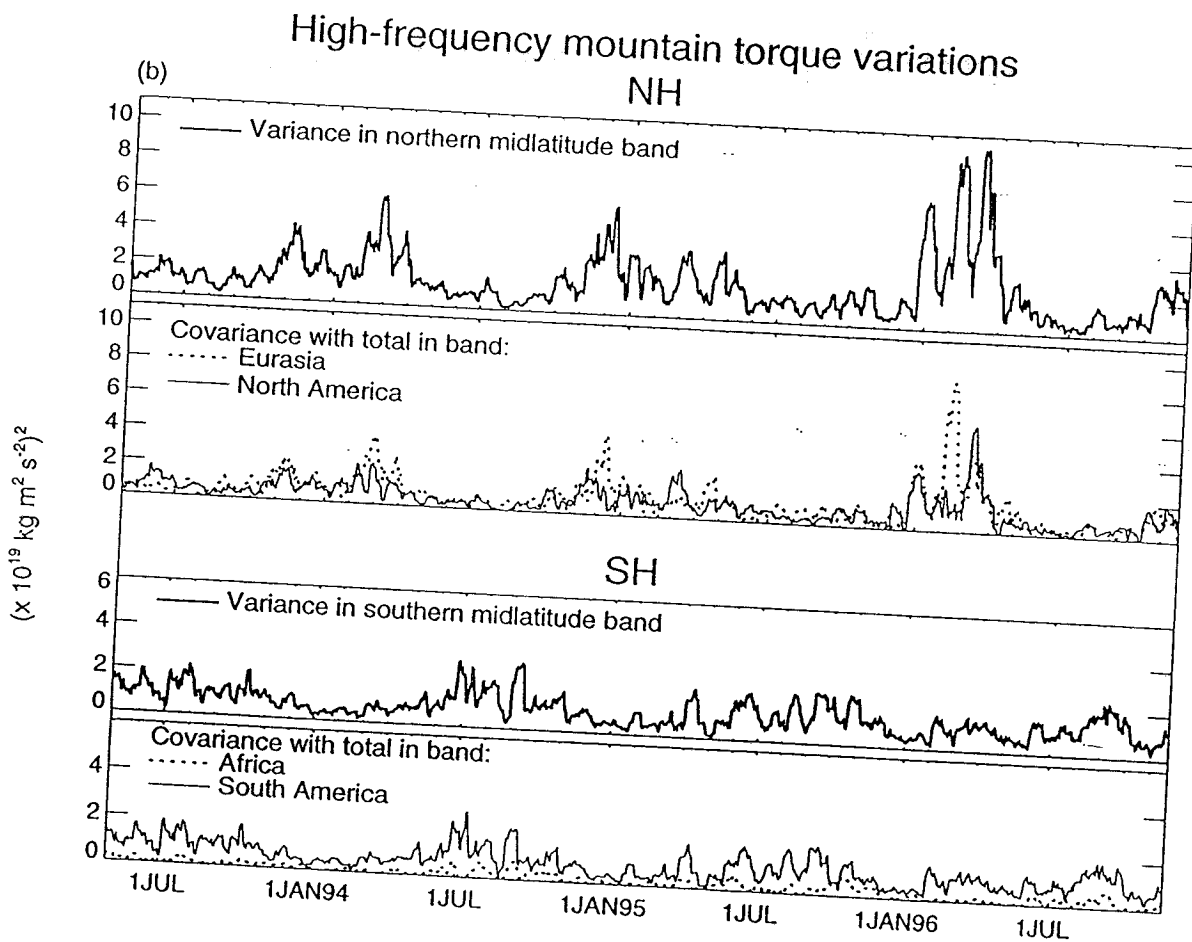 High-frequency mountain torque variations
(b)
NH
10
8
6
4
2
0
Variance in northern midlatitude band
10
8
6
4
2
0
Covariance with total in band:
Eurasia
North America
(x 10¹⁹ kg m² s⁻²)²
SH
6
4
2
0
Variance in southern midlatitude band
4
2
0
Covariance with total in band:
Africa
South America
1JUL
1JAN94
1JUL
1JAN95
1JUL
1JAN96
1JUL